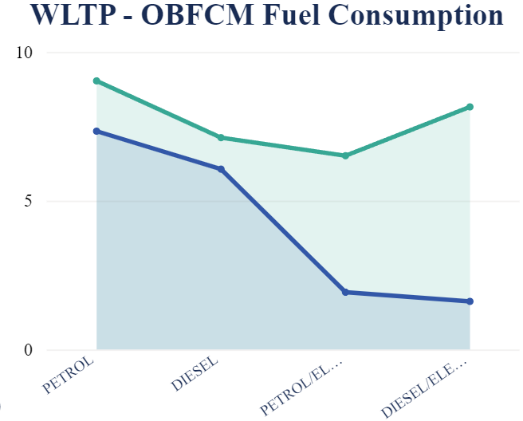 WLTP - OBFCM Fuel Consumption
10
5
0
PETROL
DIESEL
PETROL/EL...
DIESEL/ELE...